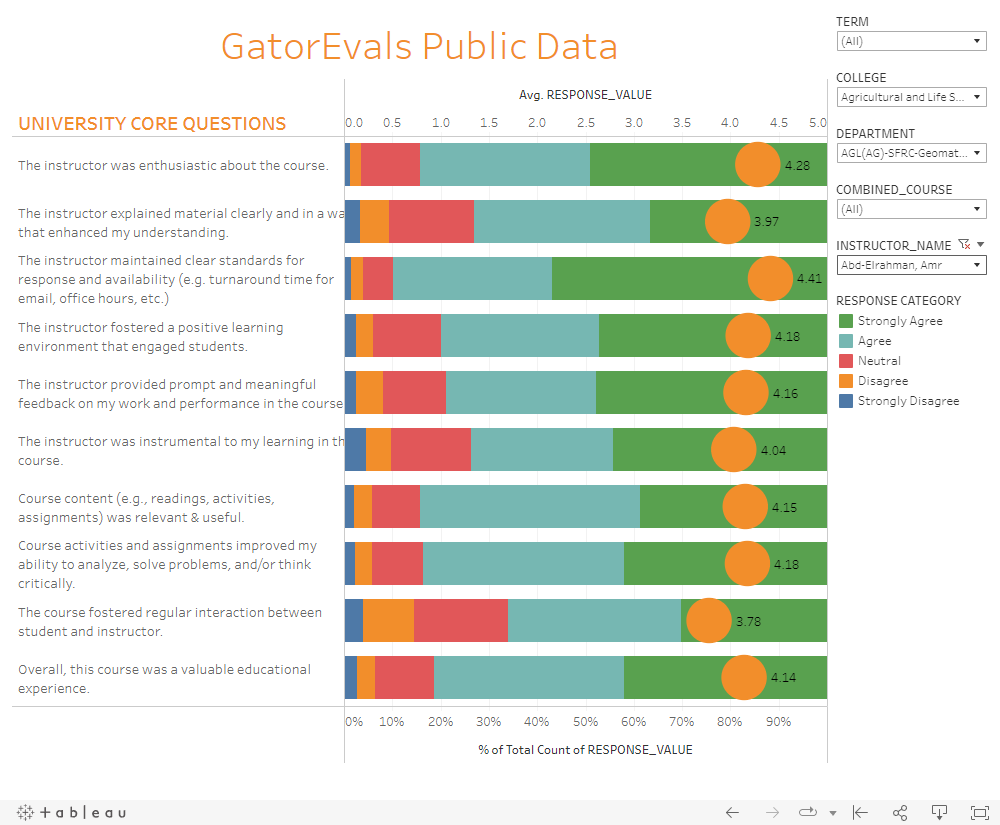 GatorEvals Public Data
TERM
(All)
COLLEGE
Agricultural and Life S...
DEPARTMENT
AGL(AG)-SFRC-Geomat...
COMBINED_COURSE
(All)
INSTRUCTOR_NAME
Abd-Elrahman, Amr
RESPONSE CATEGORY
Strongly Agree
Agree
Neutral
Disagree
Strongly Disagree
Avg. RESPONSE_VALUE
UNIVERSITY CORE QUESTIONS
0.0 0.5 1.0 1.5 2.0 2.5 3.0 3.5 4.0 4.5 5.0
The instructor was enthusiastic about the course.
4.28
The instructor explained material clearly and in a wa
that enhanced my understanding.
3.97
The instructor maintained clear standards for
response and availability (e.g. turnaround time for
email, office hours, etc.)
4.41
The instructor fostered a positive learning
environment that engaged students.
4.18
The instructor provided prompt and meaningful
feedback on my work and performance in the course
4.16
The instructor was instrumental to my learning in th
course.
4.04
Course content (e.g., readings, activities,
assignments) was relevant & useful.
4.15
Course activities and assignments improved my
ability to analyze, solve problems, and/or think
critically.
4.18
The course fostered regular interaction between
student and instructor.
3.78
Overall, this course was a valuable educational
experience.
4.14
0% 10% 20% 30% 40% 50% 60% 70% 80% 90%
% of Total Count of RESPONSE_VALUE
+ableau